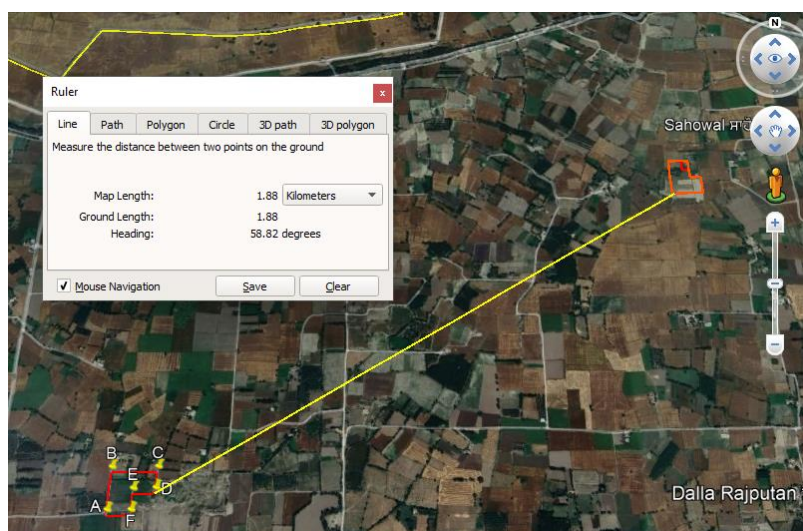 N
Ruler
x
Line Path Polygon Circle 3D path 3D polygon
Measure the distance between two points on the ground
Map Length: 1.88 Kilometers
Ground Length: 1.88
Heading: 58.82 degrees
Mouse Navigation Save Clear
Sahowal
B C
E
D
A
F
Dalla Rajputan